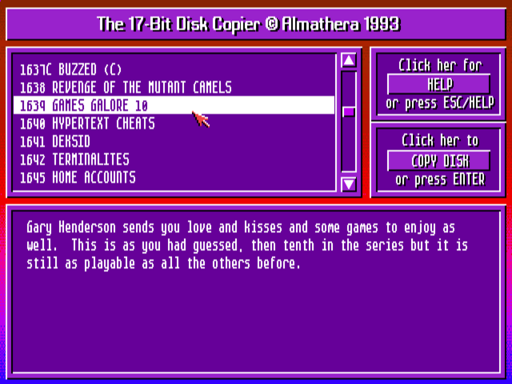 The 17-Bit Disk Copier © Almathera 1993
1637C BUZZED (C)
1638 REVENGE OF THE MUTANT CAMELS
1639 GAMES GALORE 10
1640 HYPERTEXT CHEATS
1641 DEKSID
1642 TERMINALITES
1645 HOME ACCOUNTS
Click her for
HELP
or press ESC/HELP
Click her to
COPY DISK
or press ENTER
Gary Henderson sends you love and kisses and some games to enjoy as
well. This is as you had guessed, then tenth in the series but it is
still as playable as all the others before.